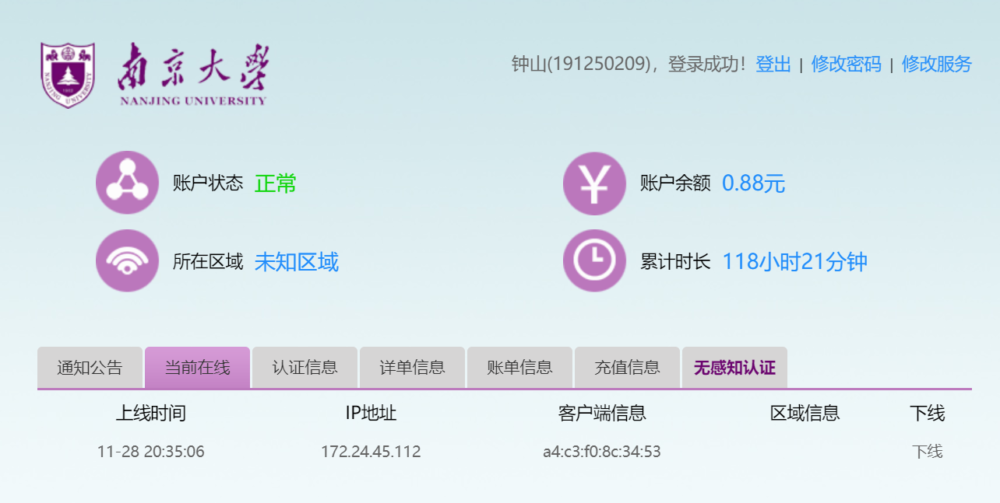 南京大学
NANJING UNIVERSITY
钟山(191250209)，登录成功！登出 | 修改密码 | 修改服务
账户状态 正常
账户余额 0.88元
所在区域 未知区域
累计时长 118小时21分钟
通知公告 当前在线 认证信息 详单信息 账单信息 充值信息 无感知认证
上线时间 IP地址 客户端信息 区域信息 下线
11-28 20:35:06 172.24.45.112 a4:c3:f0:8c:34:53 下线